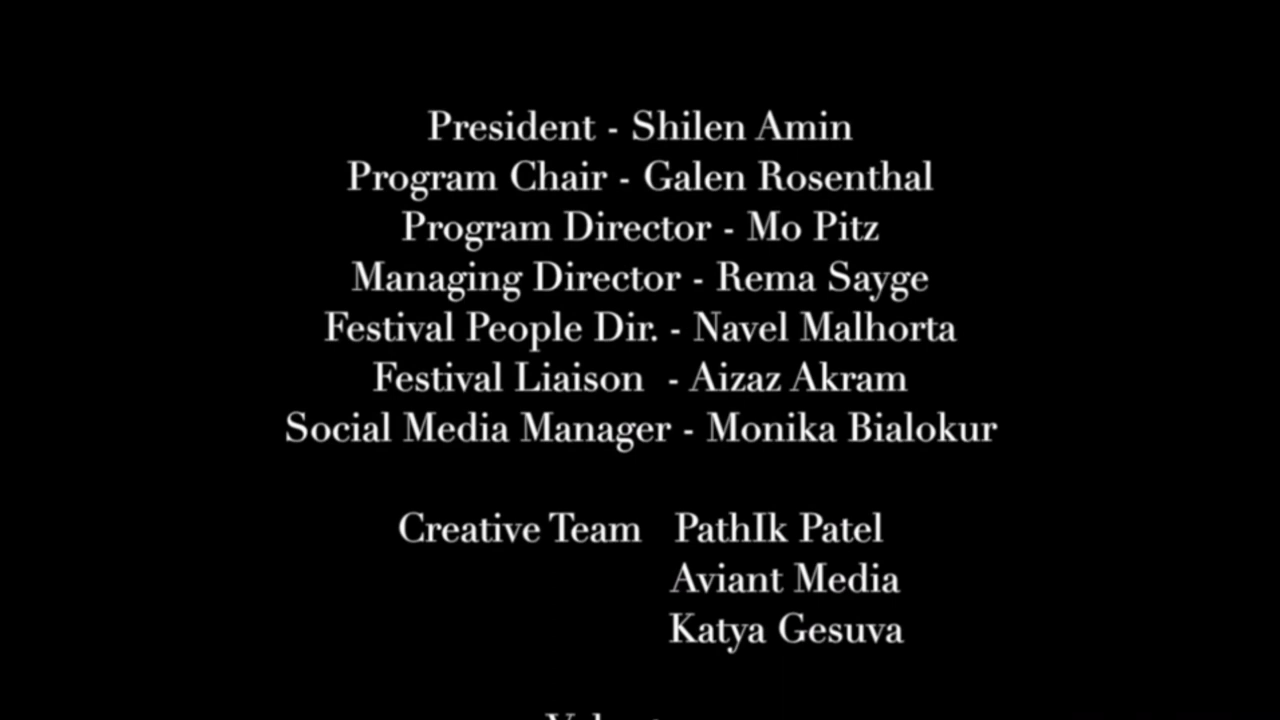 President - Shilen Amin
Program Chair - Galen Rosenthal
Program Director - Mo Pitz
Managing Director - Rema Sayge
Festival People Dir. - Navel Malhorta
Festival Liaison - Aizaz Akram
Social Media Manager - Monika Bialokur
Creative Team PathIk Patel
Aviant Media
Katya Gesuva